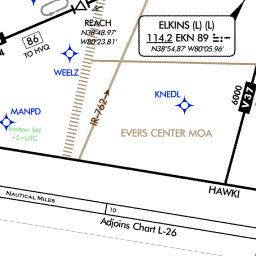 REACH
N38°48.97'
W80°23.81'
86
TO HVQ
WEELZ
ELKINS (L) (L)
114.2 EKN 89
N38°54.87' W80°05.96'
KNEDL
6000
V37
IR-762
MANPD
Eastern Std
+5=UTC
EVERS CENTER MOA
HAWKI
NAUTICAL MILES
10
Adjoins Chart L-26